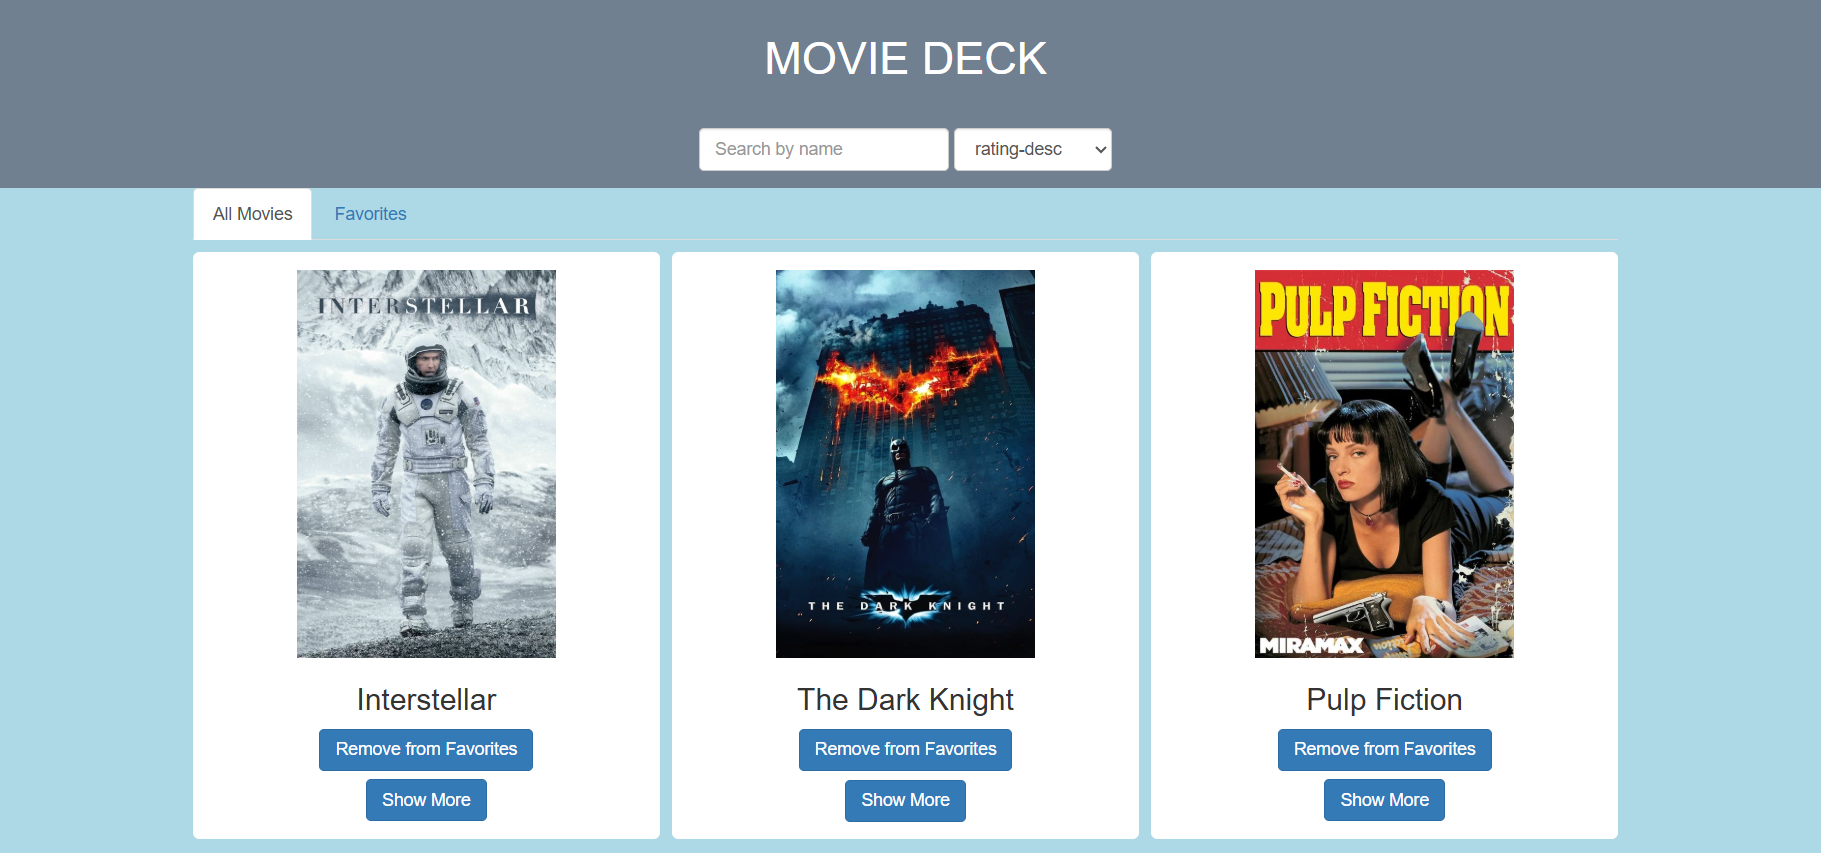 MOVIE DECK
Search by name
rating-desc
All Movies
Favorites
INTERSTELLAR
THE DARK KNIGHT
PULP FICTION
MIRAMAX
Interstellar
The Dark Knight
Pulp Fiction
Remove from Favorites
Remove from Favorites
Remove from Favorites
Show More
Show More
Show More